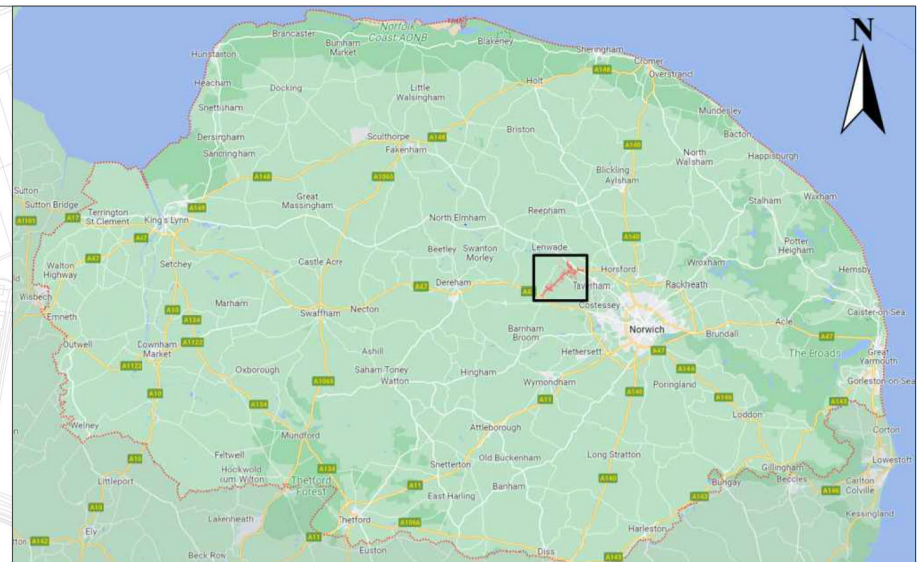 Norfolk
Coast AONB
N
Brancaster
Burnham
Market
Blakeney
Sheringham
Hunstanton
Cromer
A148
Overstrand
Heacham
Docking
Little
Walsingham
Holt
Snettisham
Mundesley
Dersingham
Sculthorpe
A148
Briston
A140
Bacton
Sandringham
Fakenham
North
Walsham
Happisburgh
A148
A1065
Blickling
Aylsham
Sutton
Sutton Bridge
Great
Massingham
Stalham
Waxham
Terrington
St Clement
King's Lynn
A149
North Elmham
Reepham
A17
A1101
A47
A140
Potter
Heigham
Walton
Highway
A47
Setchey
Castle Acre
Beetley
Swanton
Morley
Lenwade
Horsford
Wroxham
Hemsby
Wisbech
A47
Dereham
Taverham
Rackheath
Emneth
A10
Marham
Swaffham
Necton
Costessey
Caister-on-Sea
A134
Norwich
Acle
A47
Outwell
Downham
Market
A1122
Barnham
Broom
Brundall
The Broads
Great
Yarmouth
A1122
Ashill
Hethersett
A47
Oxborough
A1065
Saham Toney
Watton
Hingham
Wymondham
A146
Gorleston-on-Sea
A10
A134
A11
A140
Poringland
A146
A143
Welney
Mundford
Attleborough
Loddon
Corton
A10
Feltwell
Long Stratton
Lowestoft
Littleport
Hockwold
cum Wilton
A134
Snetterton
Old Buckenham
Gillingham
Thetford
Forest
A11
Banham
A140
Bungay
Beccles
A146
Carlton
Colville
A10
East Harling
A143
Kessingland
Lakenheath
Thetford
A1066
Harleston
Ely
A142
A11
Beck Row
Euston
Diss
A143